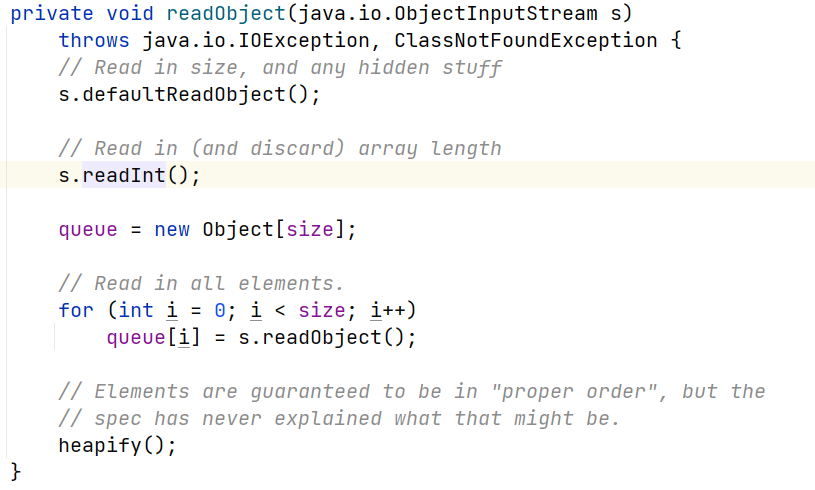 private void readObject(java.io.ObjectInputStream s)
throws java.io.IOException, ClassNotFoundException {
// Read in size, and any hidden stuff
s.defaultReadObject();
// Read in (and discard) array length
s.readInt();
queue = new Object[size];
// Read in all elements.
for (int i = 0; i < size; i++)
queue[i] = s.readObject();
// Elements are guaranteed to be in "proper order", but the
// spec has never explained what that might be.
heapify();
}